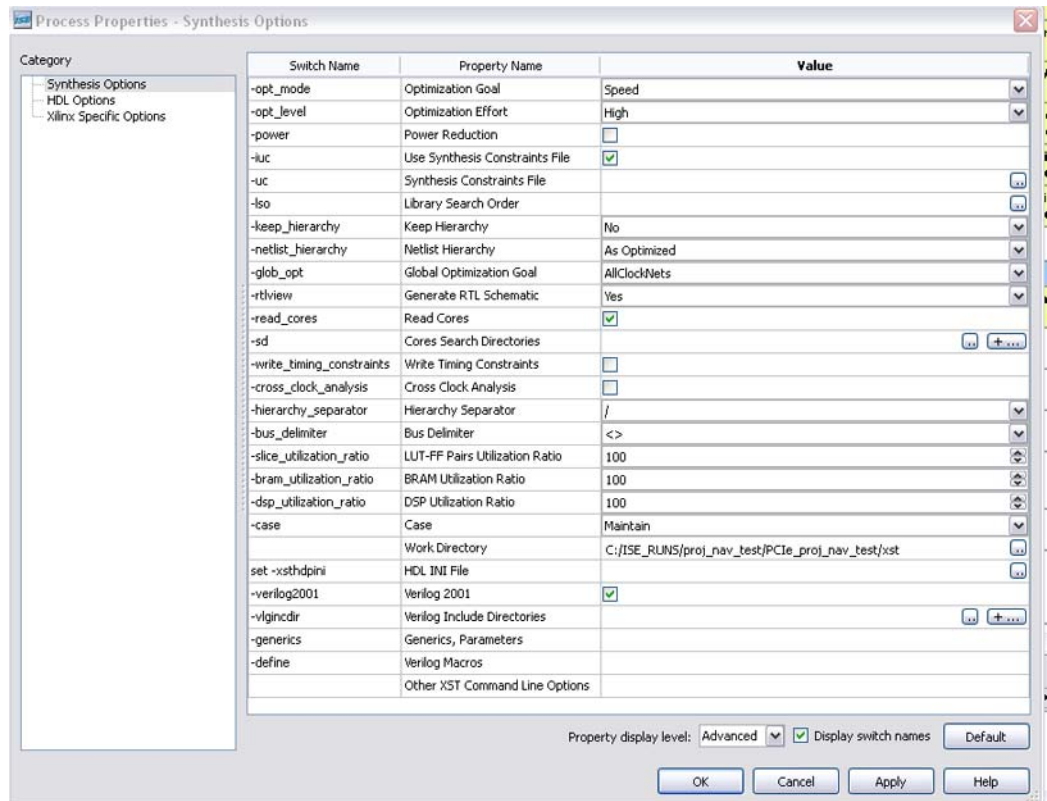 ISE Process Properties - Synthesis Options
Category
Synthesis Options
HDL Options
Xilinx Specific Options
Switch Name Property Name Value
-opt_mode Optimization Goal Speed
-opt_level Optimization Effort High
-power Power Reduction
-iuc Use Synthesis Constraints File
-uc Synthesis Constraints File ..
-lso Library Search Order ..
-keep_hierarchy Keep Hierarchy No
-netlist_hierarchy Netlist Hierarchy As Optimized
-glob_opt Global Optimization Goal AllClockNets
-rtlview Generate RTL Schematic Yes
-read_cores Read Cores
-sd Cores Search Directories .. + ...
-write_timing_constraints Write Timing Constraints
-cross_clock_analysis Cross Clock Analysis
-hierarchy_separator Hierarchy Separator /
-bus_delimiter Bus Delimiter <>
-slice_utilization_ratio LUT-FF Pairs Utilization Ratio 100
-bram_utilization_ratio BRAM Utilization Ratio 100
-dsp_utilization_ratio DSP Utilization Ratio 100
-case Case Maintain
Work Directory C:/ISE_RUNS/proj_nav_test/PCIe_proj_nav_test/xst ..
set -xsthdpini HDL INI File ..
-verilog2001 Verilog 2001
-vlgincdir Verilog Include Directories .. + ...
-generics Generics, Parameters
-define Verilog Macros
Other XST Command Line Options
Property display level: Advanced Display switch names Default
OK Cancel Apply Help